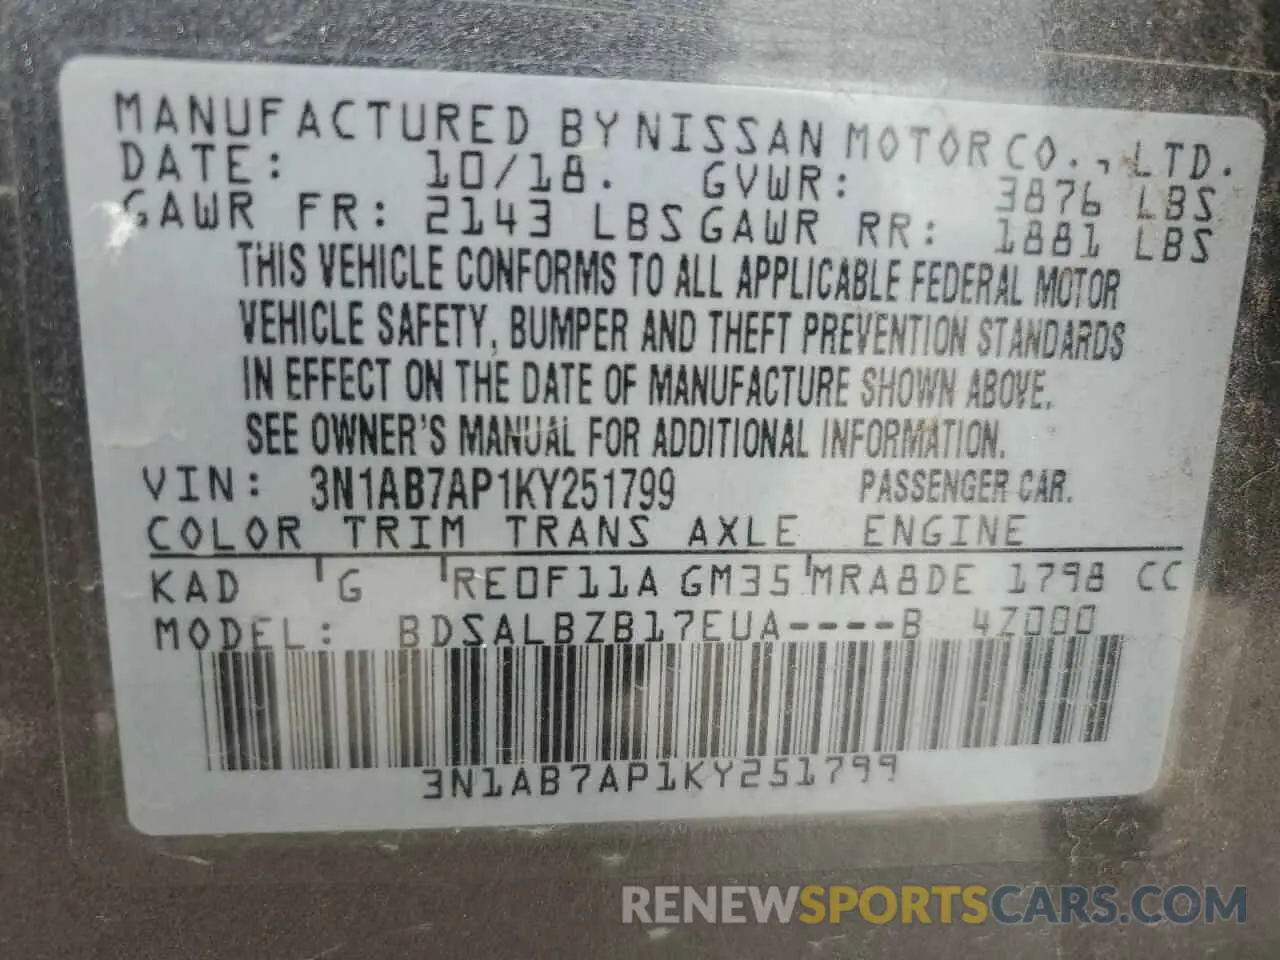 MANUFACTURED BY NISSAN MOTOR CO., LTD.
DATE: 10/18. GVWR: 3876 LBS
GAWR FR: 2143 LBS GAWR RR: 1881 LBS
THIS VEHICLE CONFORMS TO ALL APPLICABLE FEDERAL MOTOR
VEHICLE SAFETY, BUMPER AND THEFT PREVENTION STANDARDS
IN EFFECT ON THE DATE OF MANUFACTURE SHOWN ABOVE.
SEE OWNER'S MANUAL FOR ADDITIONAL INFORMATION.
VIN: 3N1AB7AP1KY251799 PASSENGER CAR.
COLOR TRIM TRANS AXLE ENGINE
KAD G RE0F11A GM35 MRA8DE 1798 CC
MODEL: BDSALBZB17EUA----B 4Z000
3N1AB7AP1KY251799
RENEWSPORTSCARS.COM